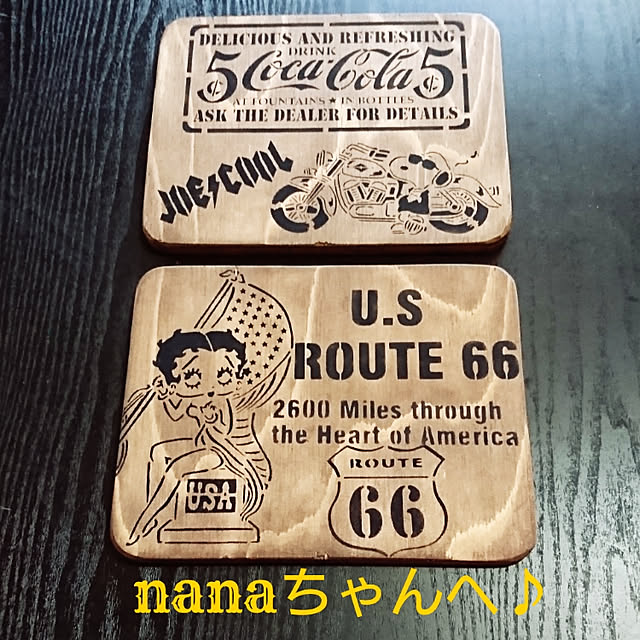 DELICIOUS AND REFRESHING
DRINK
5¢ Coca-Cola 5¢
AT FOUNTAINS ★ IN BOTTLES
ASK THE DEALER FOR DETAILS
JOE COOL
U.S
ROUTE 66
2600 Miles through
the Heart of America
ROUTE
66
USA
nanaちゃんへ♪